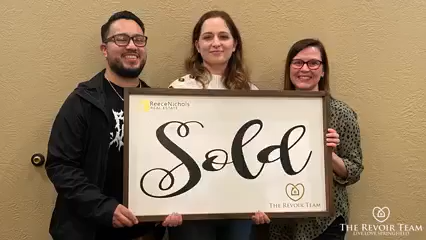 ReeceNichols
REAL ESTATE
Sold
THE REVOIR TEAM
THE REVOIR TEAM
LIVE LOVE SPRINGFIELD